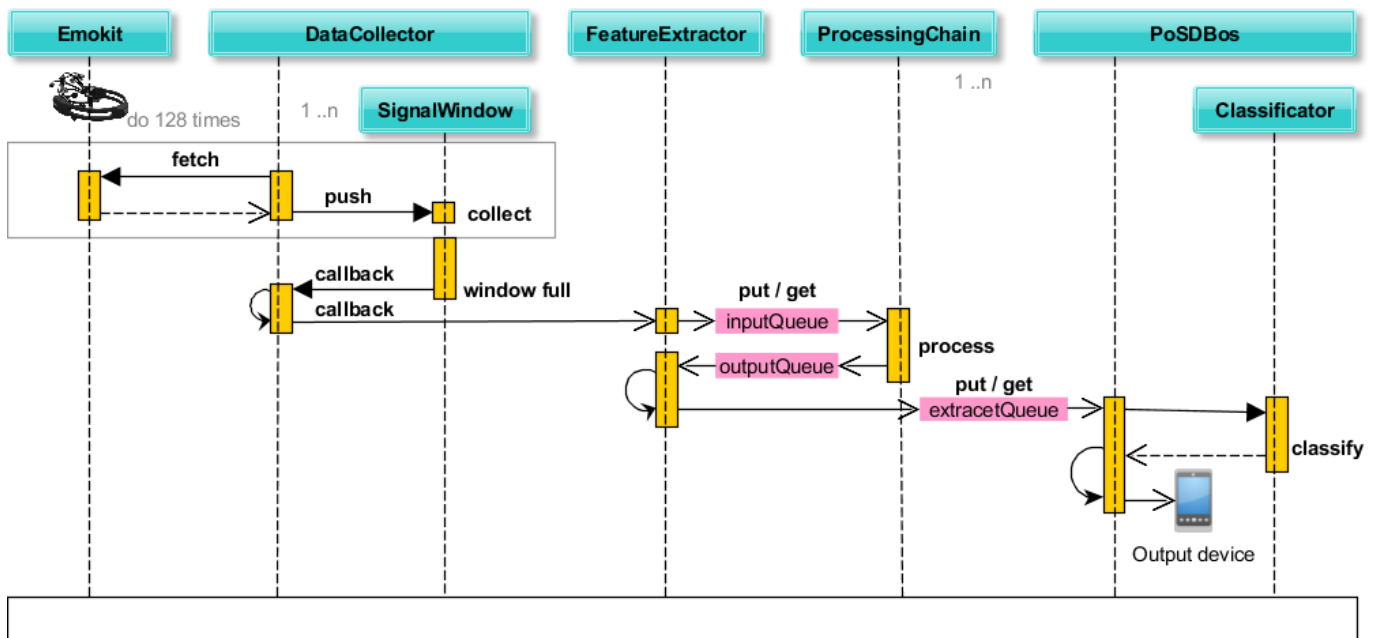 Emokit
DataCollector
FeatureExtractor
ProcessingChain
PoSDBos
do 128 times
1 ..n
SignalWindow
1 ..n
Classificator
fetch
push
collect
callback
window full
callback
put / get
inputQueue
process
outputQueue
put / get
extracetQueue
classify
Output device